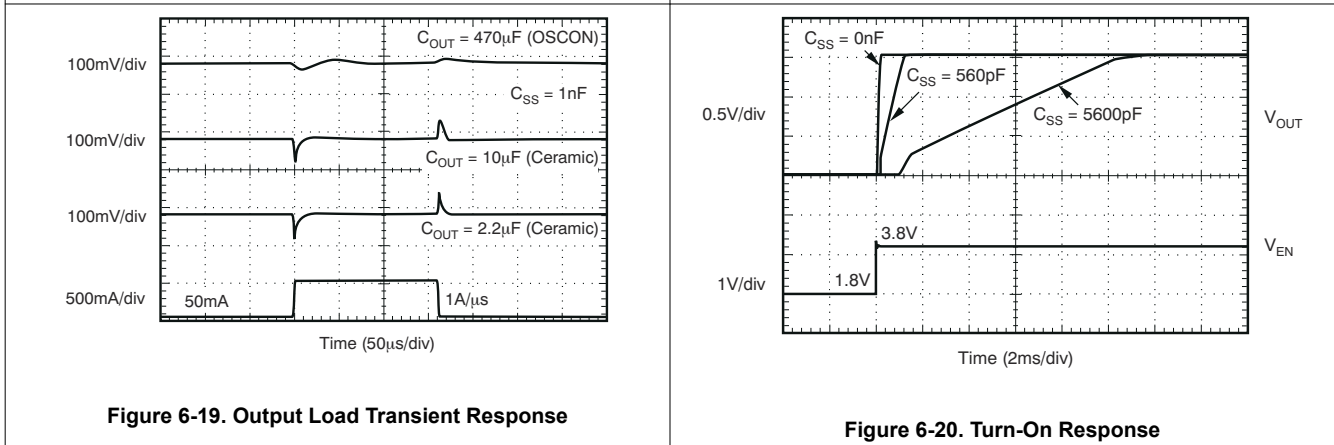 C_OUT = 470μF (OSCON)
100mV/div
C_SS = 1nF
100mV/div
C_OUT = 10μF (Ceramic)
100mV/div
C_OUT = 2.2μF (Ceramic)
500mA/div
50mA
1A/μs
Time (50μs/div)
Figure 6-19. Output Load Transient Response
C_SS = 0nF
C_SS = 560pF
0.5V/div
C_SS = 5600pF
V_OUT
3.8V
V_EN
1V/div
1.8V
Time (2ms/div)
Figure 6-20. Turn-On Response